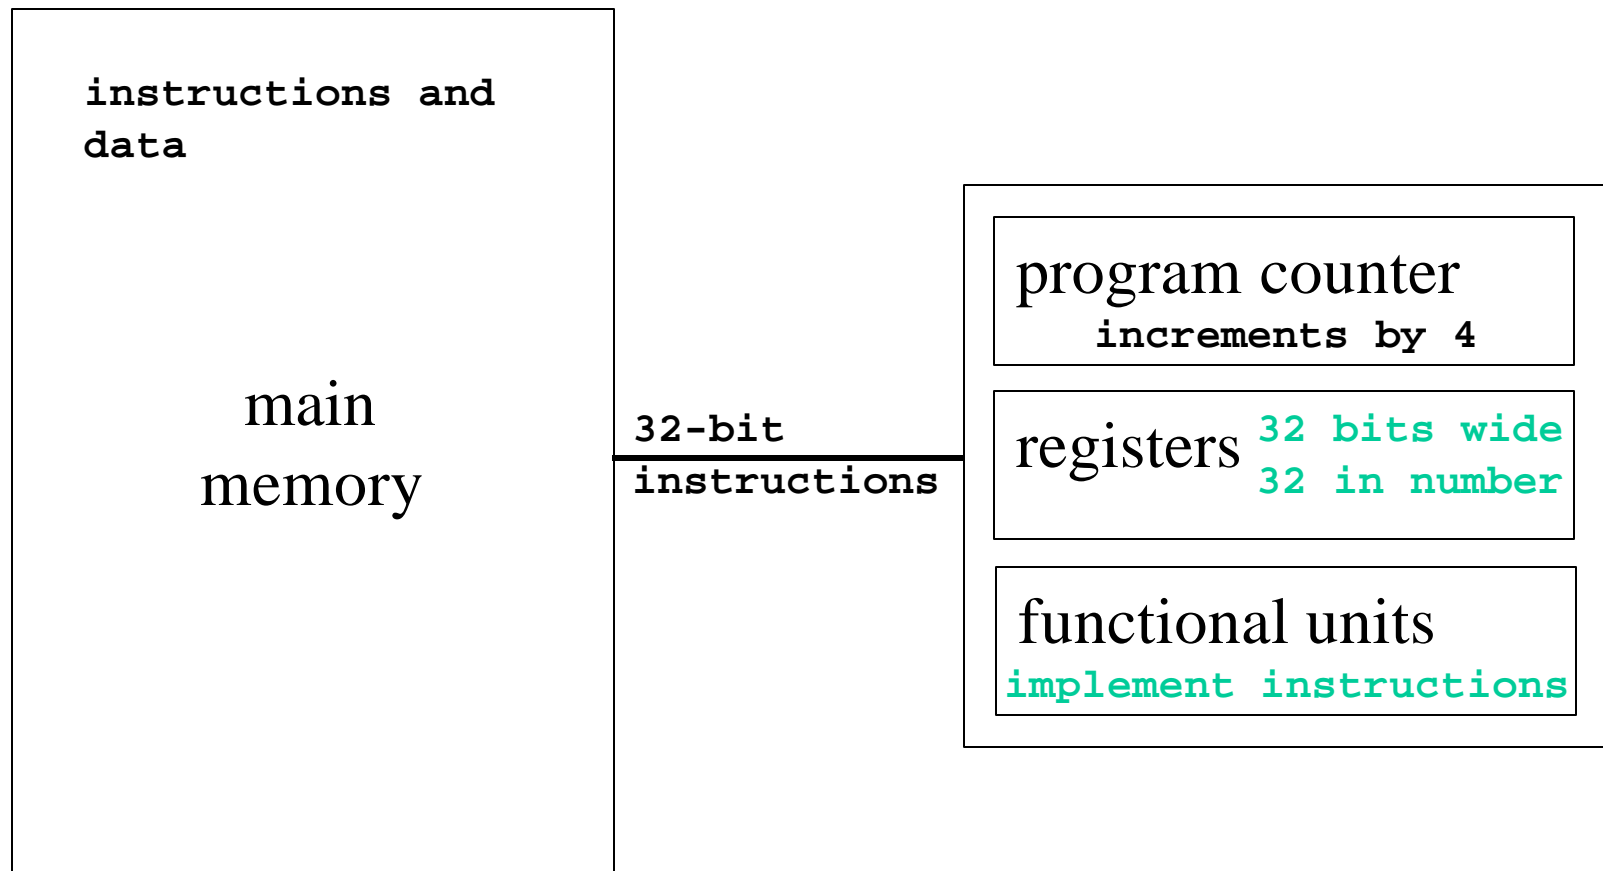 instructions and
data
main
memory
32-bit
instructions
program counter
increments by 4
registers
32 bits wide
32 in number
functional units
implement instructions